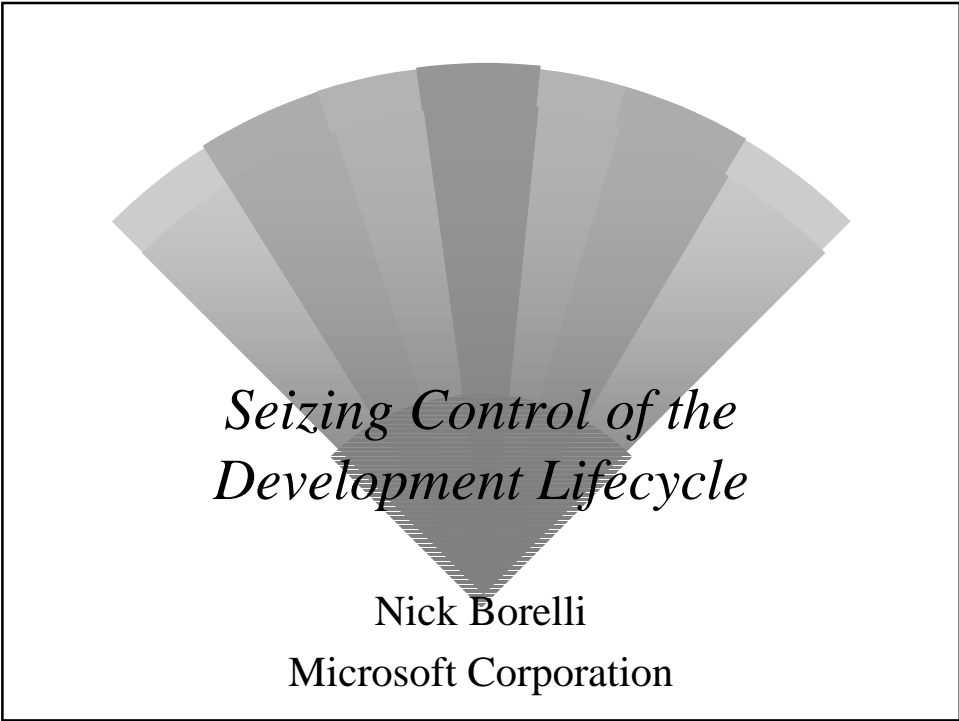 Seizing Control of the
Development Lifecycle
Nick Borelli
Microsoft Corporation